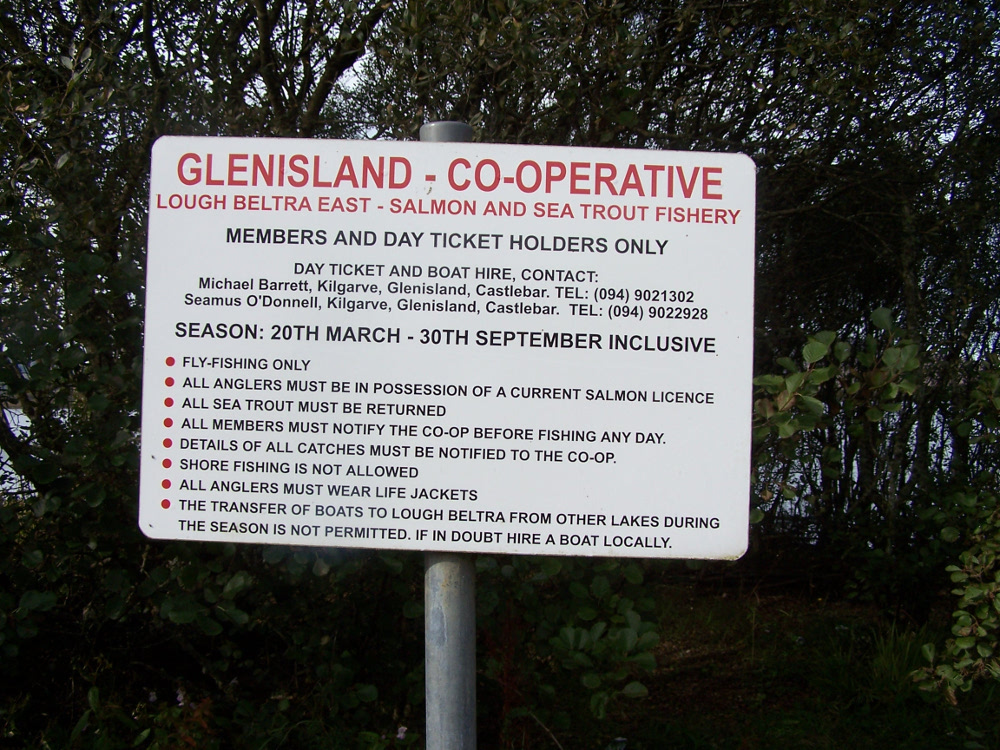 GLENISLAND - CO-OPERATIVE
LOUGH BELTRA EAST - SALMON AND SEA TROUT FISHERY
MEMBERS AND DAY TICKET HOLDERS ONLY
DAY TICKET AND BOAT HIRE, CONTACT:
Michael Barrett, Kilgarve, Glenisland, Castlebar. TEL: (094) 9021302
Seamus O'Donnell, Kilgarve, Glenisland, Castlebar. TEL: (094) 9022928
SEASON: 20TH MARCH - 30TH SEPTEMBER INCLUSIVE
• FLY-FISHING ONLY
• ALL ANGLERS MUST BE IN POSSESSION OF A CURRENT SALMON LICENCE
• ALL SEA TROUT MUST BE RETURNED
• ALL MEMBERS MUST NOTIFY THE CO-OP BEFORE FISHING ANY DAY.
• DETAILS OF ALL CATCHES MUST BE NOTIFIED TO THE CO-OP.
• SHORE FISHING IS NOT ALLOWED
• ALL ANGLERS MUST WEAR LIFE JACKETS
• THE TRANSFER OF BOATS TO LOUGH BELTRA FROM OTHER LAKES DURING
THE SEASON IS NOT PERMITTED. IF IN DOUBT HIRE A BOAT LOCALLY.